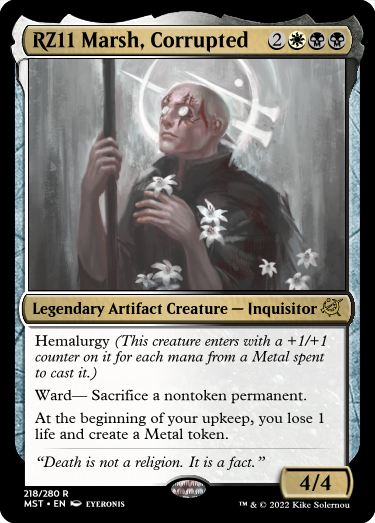 RZ11 Marsh, Corrupted 2
Legendary Artifact Creature — Inquisitor
Hemalurgy (This creature enters with a +1/+1
counter on it for each mana from a Metal spent
to cast it.)
Ward— Sacrifice a nontoken permanent.
At the beginning of your upkeep, you lose 1
life and create a Metal token.
“Death is not a religion. It is a fact.”
4/4
218/280 R
MST • EN EYERONIS
™ & © 2022 Kike Solernou